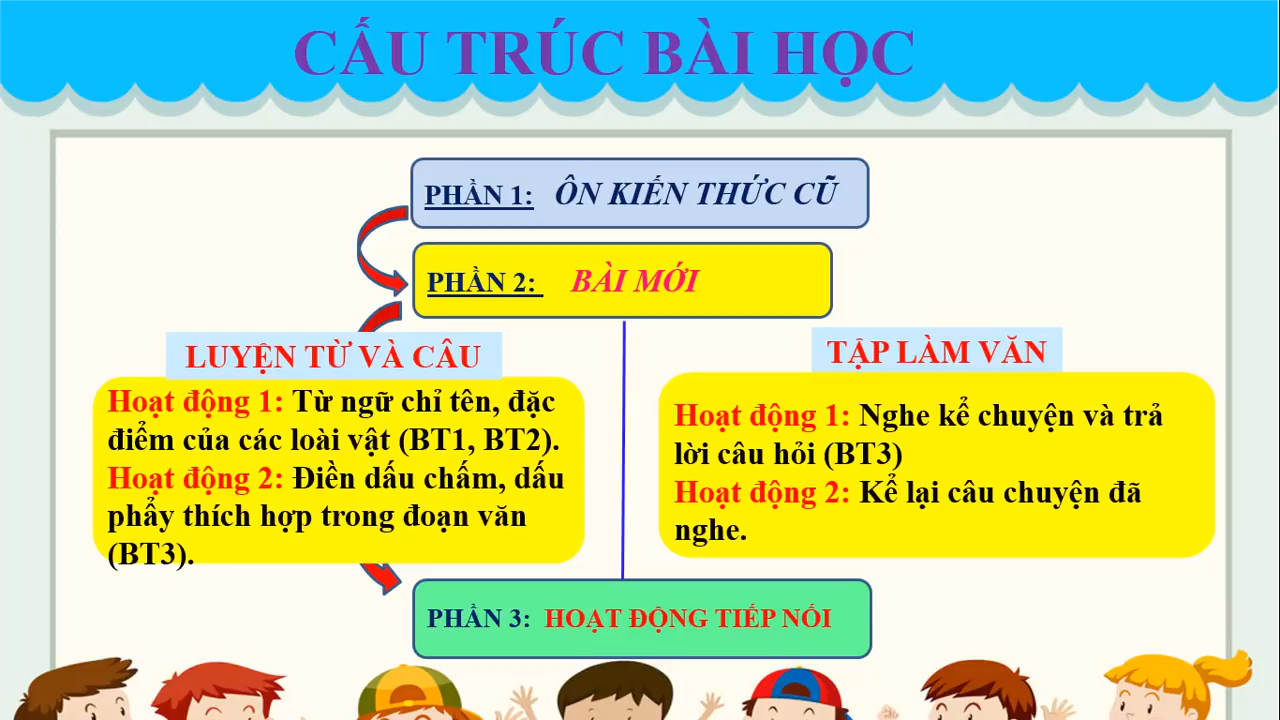 CẤU TRÚC BÀI HỌC
PHẦN 1: ÔN KIẾN THỨC CŨ
PHẦN 2: BÀI MỚI
LUYỆN TỪ VÀ CÂU
Hoạt động 1: Từ ngữ chỉ tên, đặc
điểm của các loài vật (BT1, BT2).
Hoạt động 2: Điền dấu chấm, dấu
phẩy thích hợp trong đoạn văn
(BT3).
TẬP LÀM VĂN
Hoạt động 1: Nghe kể chuyện và trả
lời câu hỏi (BT3)
Hoạt động 2: Kể lại câu chuyện đã
nghe.
PHẦN 3: HOẠT ĐỘNG TIẾP NỐI